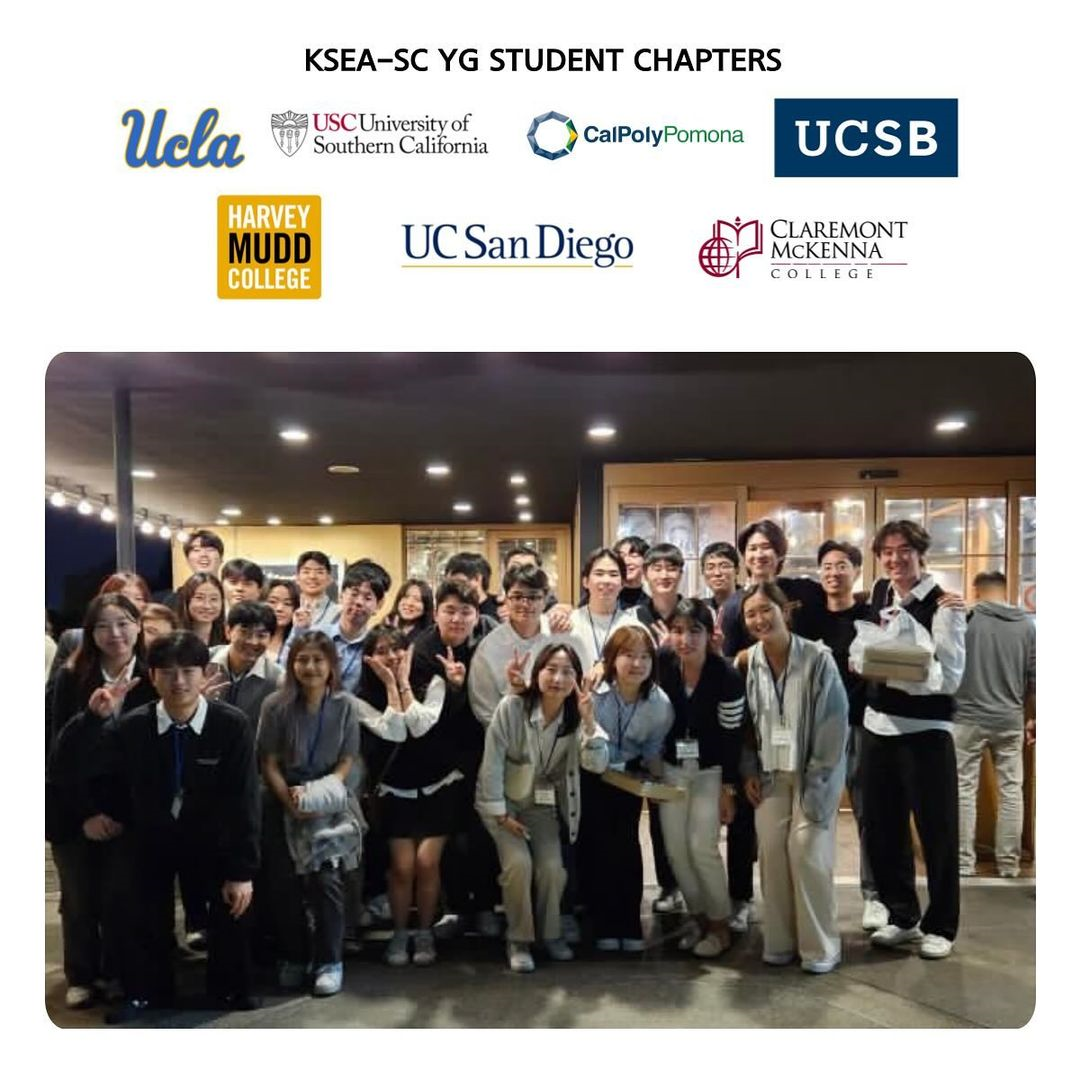 KSEA-SC YG STUDENT CHAPTERS
Ucla
USC University of
Southern California
CalPolyPomona
UCSB
HARVEY
MUDD
COLLEGE
UC San Diego
CLAREMONT
MCKENNA
COLLEGE